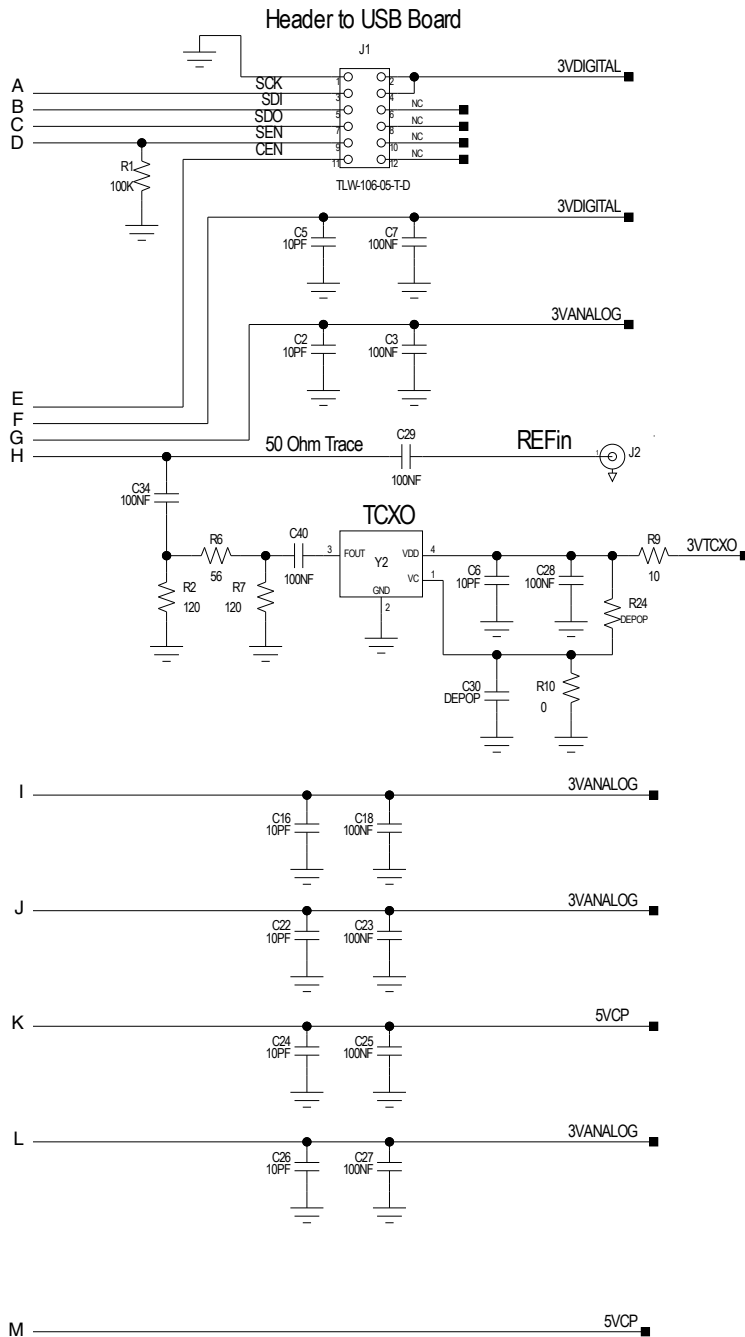 Header to USB Board
J1
3VDIGITAL
A SCK 1 2
B SDI 3 4
C SDO 5 6 NC
D SEN 7 8 NC
CEN 9 10 NC
11 12 NC
R1
100K
TLW-106-05-T-D
3VDIGITAL
C5
10PF
C7
100NF
3VANALOG
C2
10PF
C3
100NF
E
F
G
H
50 Ohm Trace
C29
100NF
REFin
1
J2
C34
100NF
TCXO
R6
56
C40
100NF
3 FOUT
VDD 4
Y2
VC 1
GND
2
R9
10
3VTCXO
R2
120
R7
120
C6
10PF
C28
100NF
R24
DEPOP
C30
DEPOP
R10
0
I
3VANALOG
C16
10PF
C18
100NF
J
3VANALOG
C22
10PF
C23
100NF
K
5VCP
C24
10PF
C25
100NF
L
3VANALOG
C26
10PF
C27
100NF
M
5VCP